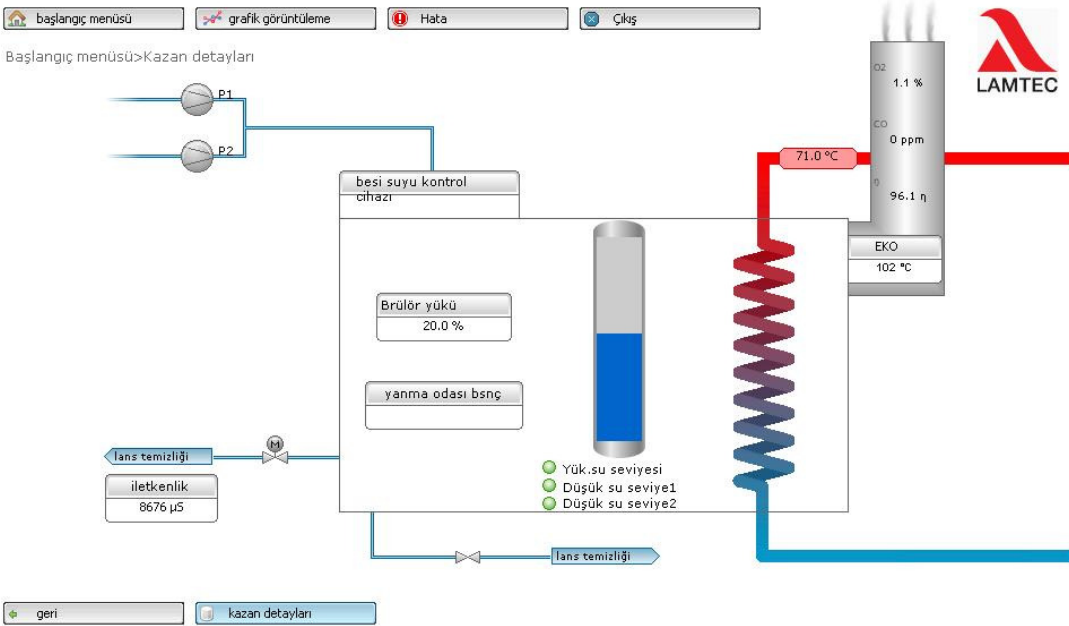 başlangıç menüsü
grafik görüntüleme
Hata
Çıkış
Başlangıç menüsü>Kazan detayları
LAMTEC
P1
P2
O2
1.1 %
CO
0 ppm
71.0 °C
η
96.1 η
besi suyu kontrol
cihazı
EKO
102 °C
Brülör yükü
20.0 %
yanma odası bsnç
M
lans temizliği
iletkenlik
8676 µS
Yük.su seviyesi
Düşük su seviye1
Düşük su seviye2
lans temizliği
geri
kazan detayları